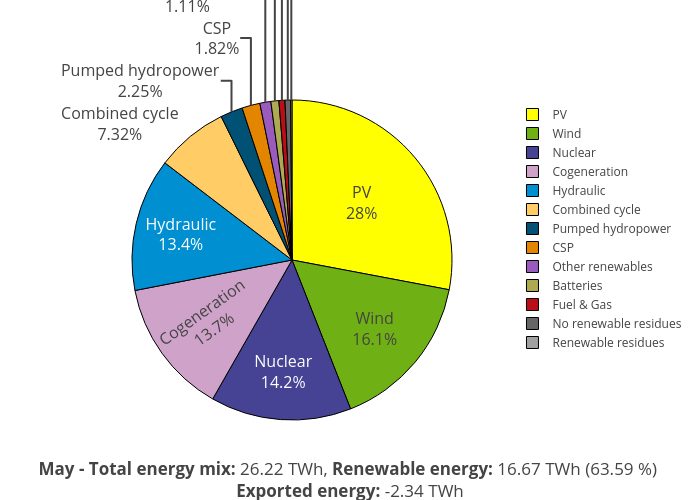 1.11%
CSP
1.82%
Pumped hydropower
2.25%
Combined cycle
7.32%
PV
28%
Hydraulic
13.4%
Wind
16.1%
Cogeneration
13.7%
Nuclear
14.2%
PV
Wind
Nuclear
Cogeneration
Hydraulic
Combined cycle
Pumped hydropower
CSP
Other renewables
Batteries
Fuel & Gas
No renewable residues
Renewable residues
May - Total energy mix: 26.22 TWh, Renewable energy: 16.67 TWh (63.59 %)
Exported energy: -2.34 TWh